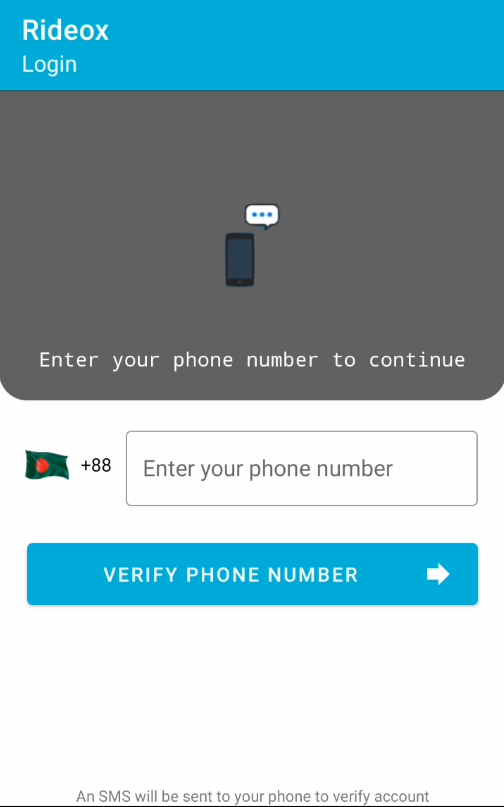 Rideox
Login
Enter your phone number to continue
+88
Enter your phone number
VERIFY PHONE NUMBER
An SMS will be sent to your phone to verify account